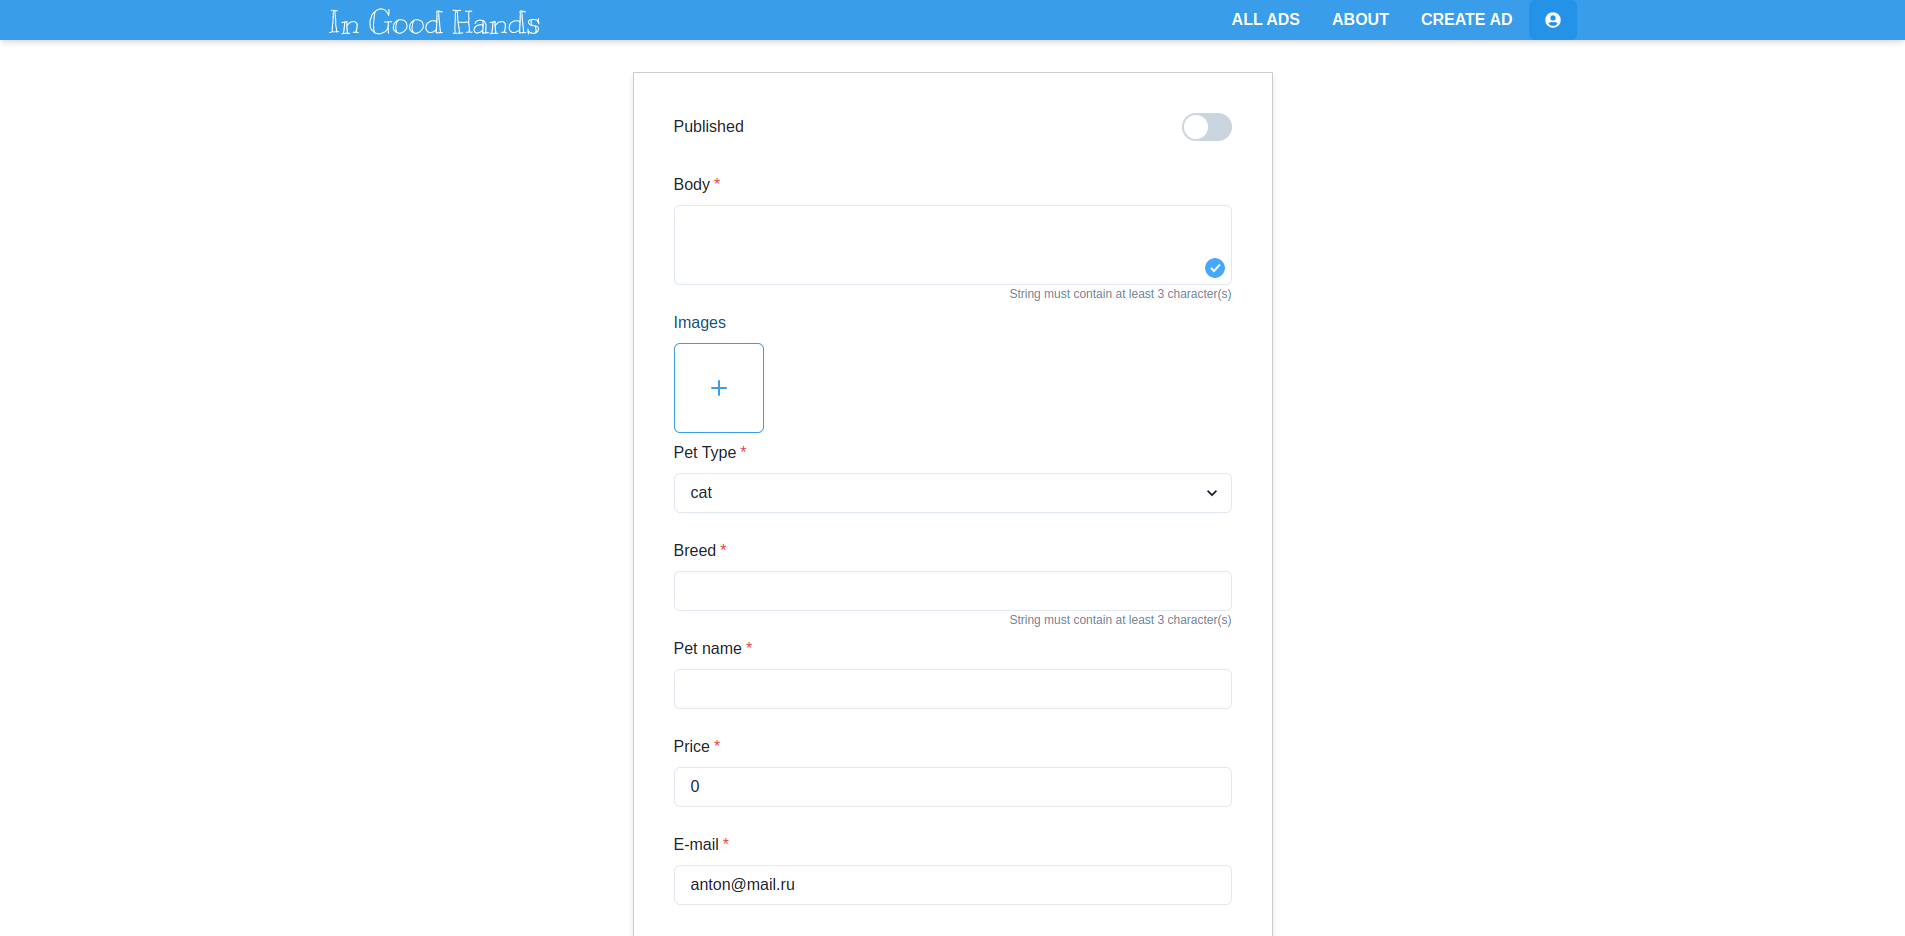 In Good Hands
ALL ADS ABOUT CREATE AD
Published
Body *
String must contain at least 3 character(s)
Images
Pet Type *
cat
Breed *
String must contain at least 3 character(s)
Pet name *
Price *
0
E-mail *
anton@mail.ru